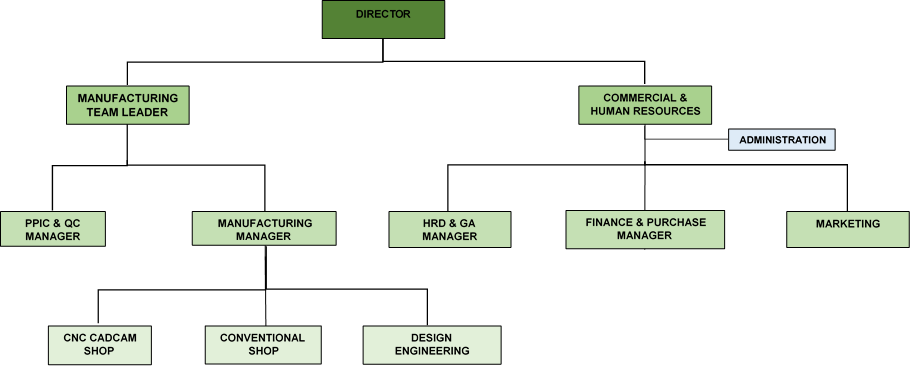 DIRECTOR
MANUFACTURING
TEAM LEADER
COMMERCIAL &
HUMAN RESOURCES
ADMINISTRATION
PPIC & QC
MANAGER
MANUFACTURING
MANAGER
HRD & GA
MANAGER
FINANCE & PURCHASE
MANAGER
MARKETING
CNC CADCAM
SHOP
CONVENTIONAL
SHOP
DESIGN
ENGINEERING